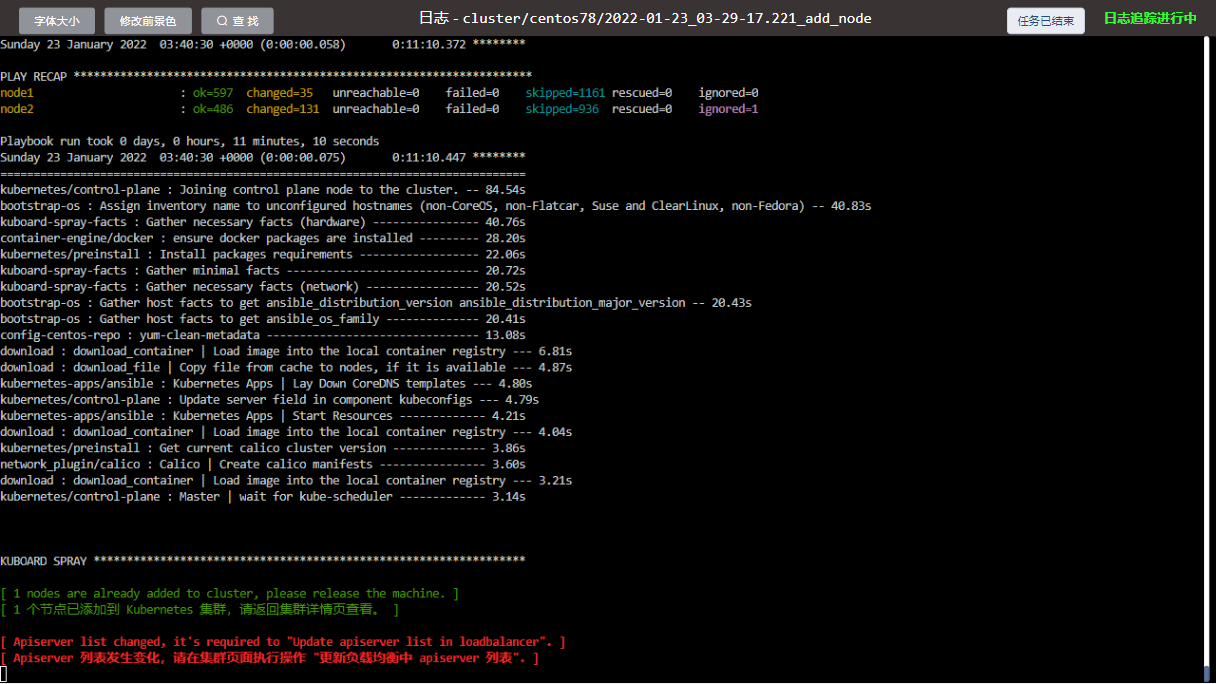 字体大小 修改前景色 查 找 日志 - cluster/centos78/2022-01-23_03-29-17.221_add_node 任务已结束 日志追踪进行中
Sunday 23 January 2022  03:40:30 +0000 (0:00:00.058)       0:11:10.372 ********
PLAY RECAP *********************************************************************
node1                      : ok=597  changed=35   unreachable=0    failed=0    skipped=1161 rescued=0    ignored=0
node2                      : ok=486  changed=131  unreachable=0    failed=0    skipped=936  rescued=0    ignored=1
Playbook run took 0 days, 0 hours, 11 minutes, 10 seconds
Sunday 23 January 2022  03:40:30 +0000 (0:00:00.075)       0:11:10.447 ********
===============================================================================
kubernetes/control-plane : Joining control plane node to the cluster. -- 84.54s
bootstrap-os : Assign inventory name to unconfigured hostnames (non-CoreOS, non-Flatcar, Suse and ClearLinux, non-Fedora) -- 40.83s
kuboard-spray-facts : Gather necessary facts (hardware) ---------------- 40.76s
container-engine/docker : ensure docker packages are installed --------- 28.20s
kubernetes/preinstall : Install packages requirements ------------------ 22.06s
kuboard-spray-facts : Gather minimal facts ----------------------------- 20.72s
kuboard-spray-facts : Gather necessary facts (network) ----------------- 20.52s
bootstrap-os : Gather host facts to get ansible_distribution_version ansible_distribution_major_version -- 20.43s
bootstrap-os : Gather host facts to get ansible_os_family -------------- 20.41s
config-centos-repo : yum-clean-metadata -------------------------------- 13.08s
download : download_container | Load image into the local container registry --- 6.81s
download : download_file | Copy file from cache to nodes, if it is available --- 4.87s
kubernetes-apps/ansible : Kubernetes Apps | Lay Down CoreDNS templates --- 4.80s
kubernetes/control-plane : Update server field in component kubeconfigs --- 4.79s
kubernetes-apps/ansible : Kubernetes Apps | Start Resources ------------- 4.21s
download : download_container | Load image into the local container registry --- 4.04s
kubernetes/preinstall : Get current calico cluster version -------------- 3.86s
network_plugin/calico : Calico | Create calico manifests ---------------- 3.60s
download : download_container | Load image into the local container registry --- 3.21s
kubernetes/control-plane : Master | wait for kube-scheduler ------------- 3.14s
KUBOARD SPRAY *****************************************************************
[ 1 nodes are already added to cluster, please release the machine. ]
[ 1 个节点已添加到 Kubernetes 集群，请返回集群详情页查看。 ]
[ Apiserver list changed, it's required to "Update apiserver list in loadbalancer". ]
[ Apiserver 列表发生变化，请在集群页面执行操作 "更新负载均衡中 apiserver 列表". ]